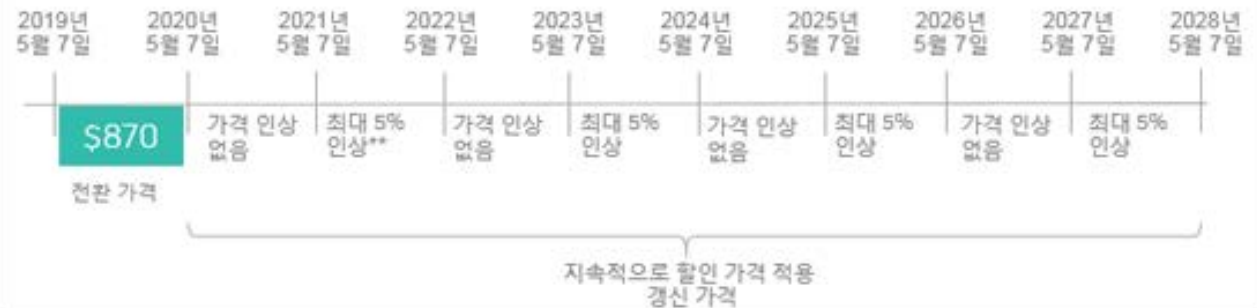 2019년 2020년 2021년 2022년 2023년 2024년 2025년 2026년 2027년 2028년
5월 7일 5월 7일 5월 7일 5월 7일 5월 7일 5월 7일 5월 7일 5월 7일 5월 7일 5월 7일
$870 가격 인상 최대 5% 가격 인상 최대 5% 가격 인상 최대 5% 가격 인상 최대 5%
없음 인상** 없음 인상 없음 인상 없음 인상
전환 가격
지속적으로 할인 가격 적용
갱신 가격